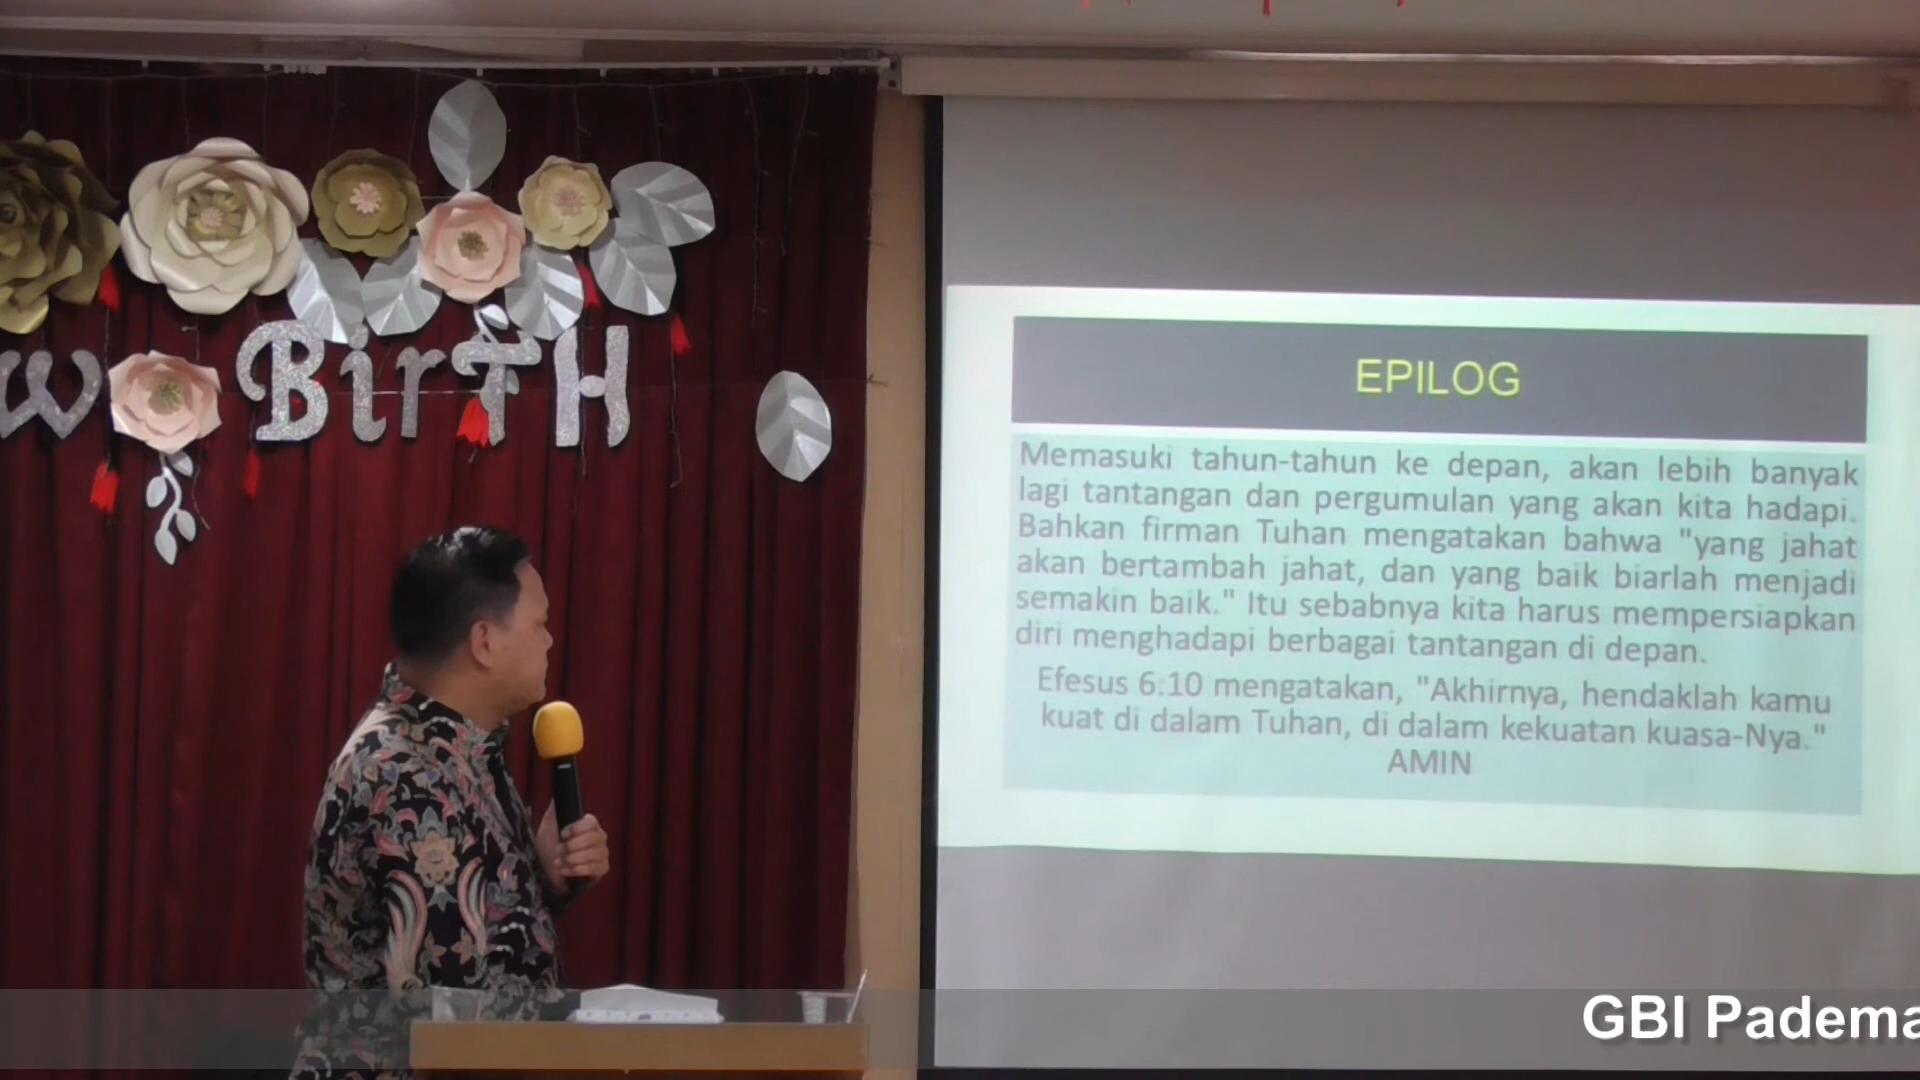 w BirTH
EPILOG
Memasuki tahun-tahun ke depan, akan lebih banyak
lagi tantangan dan pergumulan yang akan kita hadapi.
Bahkan firman Tuhan mengatakan bahwa "yang jahat
akan bertambah jahat, dan yang baik biarlah menjadi
semakin baik." Itu sebabnya kita harus mempersiapkan
diri menghadapi berbagai tantangan di depan.
Efesus 6:10 mengatakan, "Akhirnya, hendaklah kamu
kuat di dalam Tuhan, di dalam kekuatan kuasa-Nya."
AMIN
GBI Padema